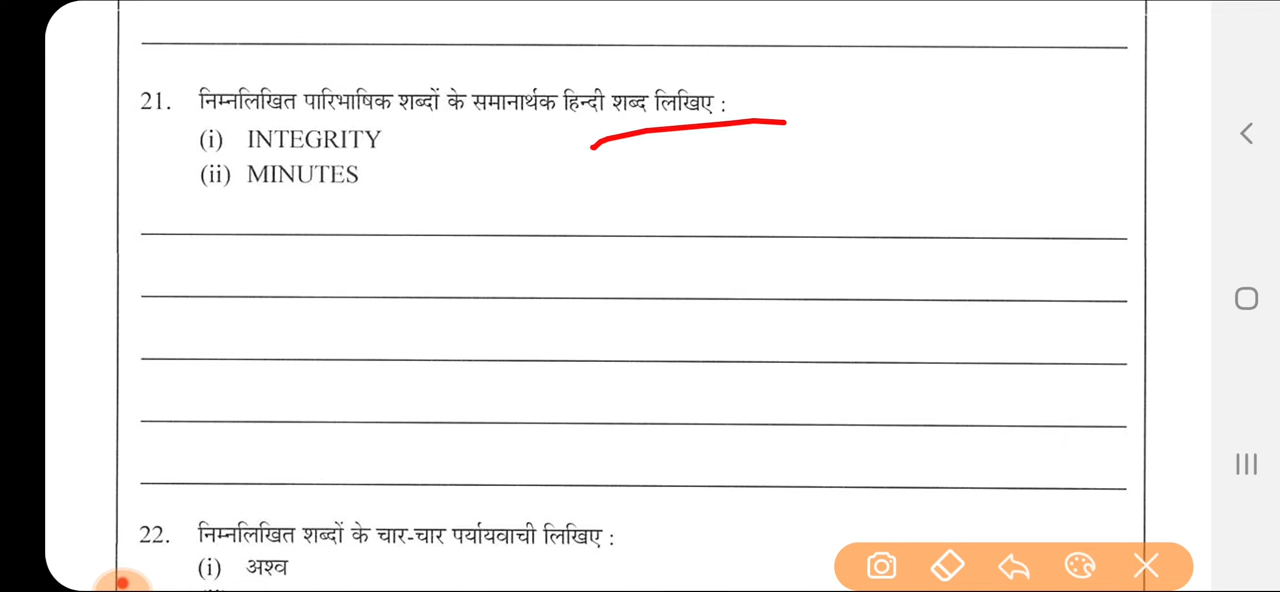 21. निम्नलिखित पारिभाषिक शब्दों के समानार्थक हिन्दी शब्द लिखिए :
(i) INTEGRITY
(ii) MINUTES
22. निम्नलिखित शब्दों के चार-चार पर्यायवाची लिखिए :
(i) अश्व